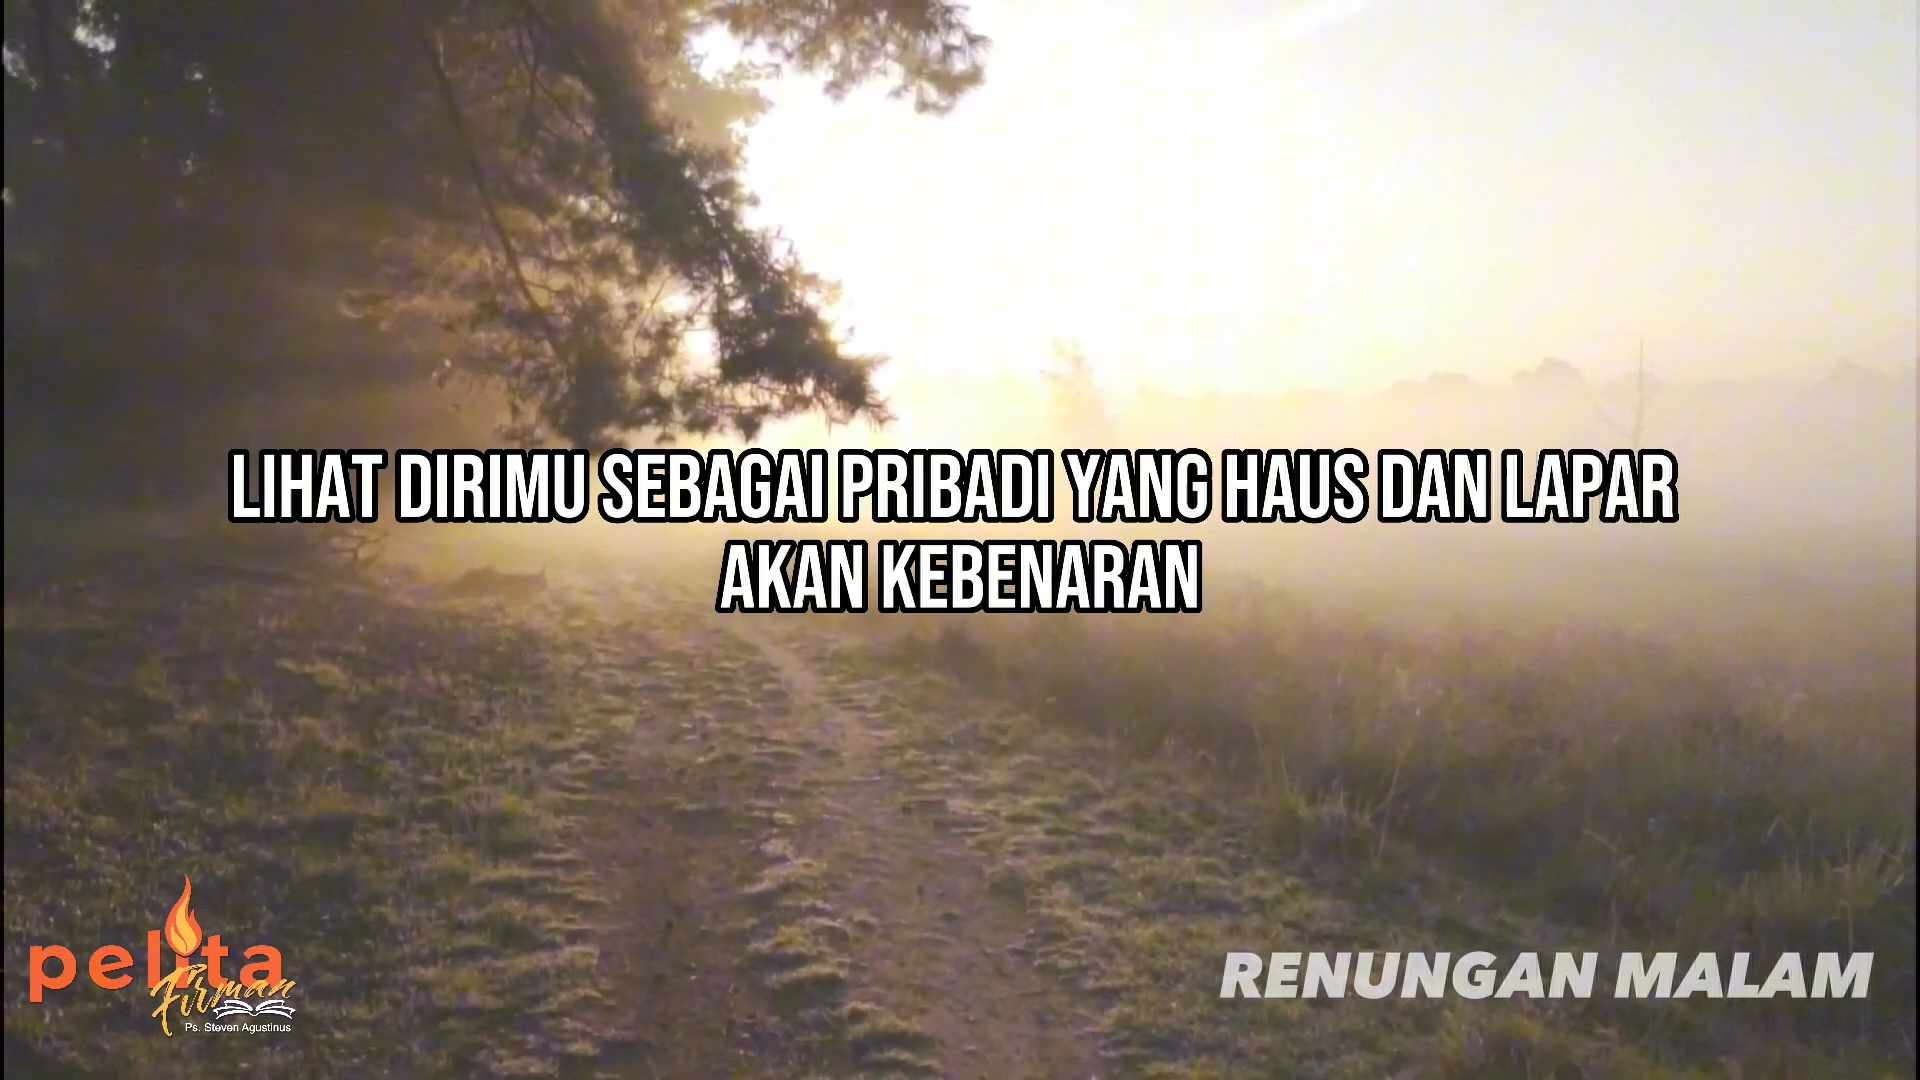 LIHAT DIRIMU SEBAGAI PRIBADI YANG HAUS DAN LAPAR
AKAN KEBENARAN
pelita
Firman
Ps. Steven Agustinus
RENUNGAN MALAM